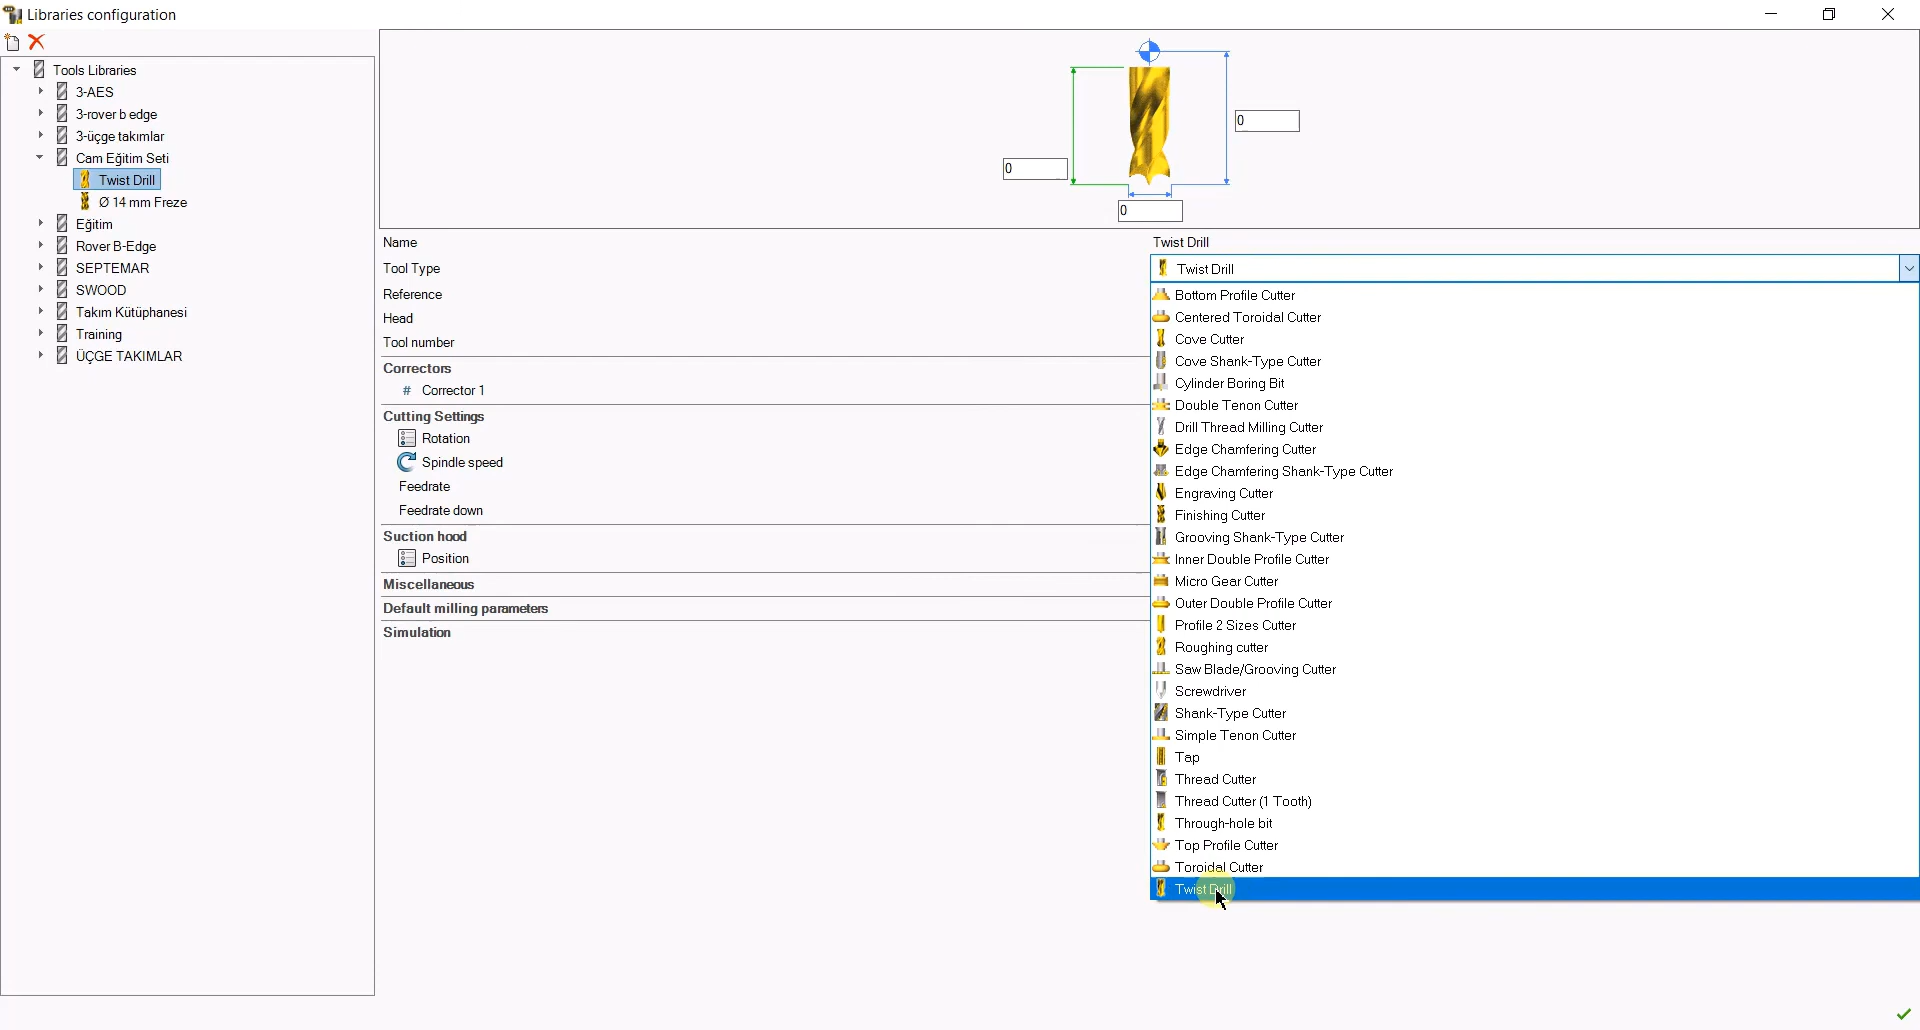 Libraries configuration
Tools Libraries
3-AES
3-rover b edge
3-üçge takımlar
Cam Eğitim Seti
Twist Drill
Ø 14 mm Freze
Eğitim
Rover B-Edge
SEPTEMAR
SWOOD
Takım Kütüphanesi
Training
ÜÇGE TAKIMLAR
0
0
0
Name Twist Drill
Tool Type Twist Drill
Reference
Head
Tool number
Correctors
# Corrector 1
Cutting Settings
Rotation
Spindle speed
Feedrate
Feedrate down
Suction hood
Position
Miscellaneous
Default milling parameters
Simulation
Bottom Profile Cutter
Centered Toroidal Cutter
Cove Cutter
Cove Shank-Type Cutter
Cylinder Boring Bit
Double Tenon Cutter
Drill Thread Milling Cutter
Edge Chamfering Cutter
Edge Chamfering Shank-Type Cutter
Engraving Cutter
Finishing Cutter
Grooving Shank-Type Cutter
Inner Double Profile Cutter
Micro Gear Cutter
Outer Double Profile Cutter
Profile 2 Sizes Cutter
Roughing cutter
Saw Blade/Grooving Cutter
Screwdriver
Shank-Type Cutter
Simple Tenon Cutter
Tap
Thread Cutter
Thread Cutter (1 Tooth)
Through-hole bit
Top Profile Cutter
Toroidal Cutter
Twist Drill